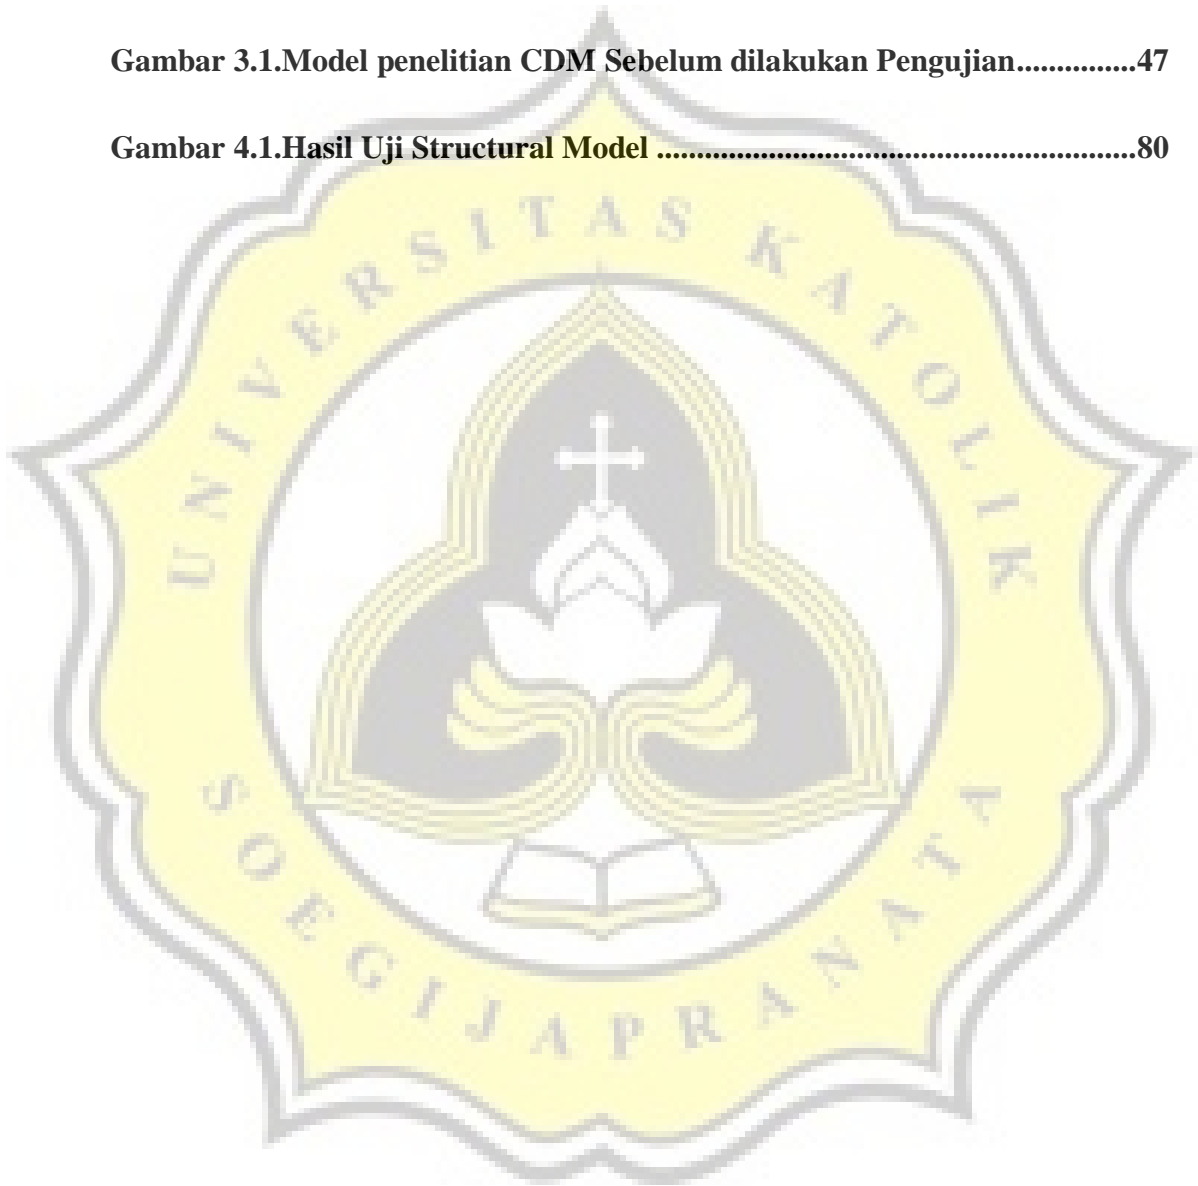 Gambar 3.1.Model penelitian CDM Sebelum dilakukan Pengujian...............47
Gambar 4.1.Hasil Uji Structural Model .............................................................80
UNIVERSITAS KATOLIK
SOEGIJAPRANATA